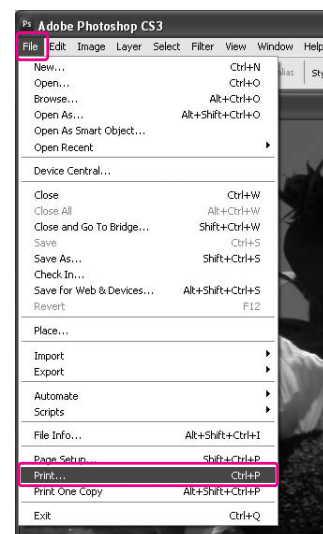 Ps Adobe Photoshop CS3
File Edit Image Layer Select Filter View Window Help
New... Ctrl+N
Open... Ctrl+O
Browse... Alt+Ctrl+O
Open As... Alt+Shift+Ctrl+O
Open As Smart Object...
Open Recent
Device Central...
Close Ctrl+W
Close All Alt+Ctrl+W
Close and Go To Bridge... Shift+Ctrl+W
Save Ctrl+S
Save As... Shift+Ctrl+S
Check In...
Save for Web & Devices... Alt+Shift+Ctrl+S
Revert F12
Place...
Import
Export
Automate
Scripts
File Info... Alt+Shift+Ctrl+I
Page Setup... Shift+Ctrl+P
Print... Ctrl+P
Print One Copy Alt+Shift+Ctrl+P
Exit Ctrl+Q